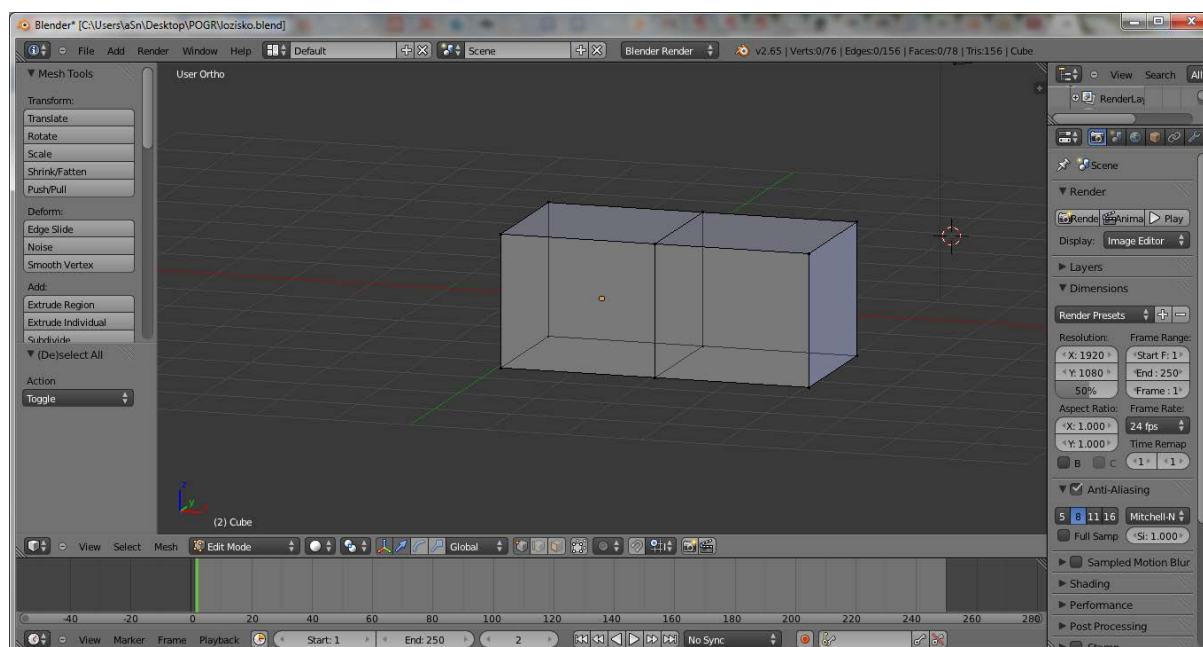 Blender* [C:\Users\aSn\Desktop\POGR\lozisko.blend]
File Add Render Window Help Default Scene Blender Render v2.65 | Verts:0/76 | Edges:0/156 | Faces:0/78 | Tris:156 | Cube
Mesh Tools
Transform:
Translate
Rotate
Scale
Shrink/Fatten
Push/Pull
Deform:
Edge Slide
Noise
Smooth Vertex
Add:
Extrude Region
Extrude Individual
Subdivide
(De)select All
Action
Toggle
User Ortho
z
y
(2) Cube
View Select Mesh Edit Mode Global
-40 -20 0 20 40 60 80 100 120 140 160 180 200 220 240 260 280
View Marker Frame Playback Start: 1 End: 250 2 No Sync
View Search All
RenderLay
Scene
Render
Rende Anima Play
Display: Image Editor
Layers
Dimensions
Render Presets
Resolution: Frame Range:
X: 1920 Start F: 1
Y: 1080 End : 250
50% Frame : 1
Aspect Ratio: Frame Rate:
X: 1.000 24 fps
Y: 1.000 Time Remap
B C 1 1
Anti-Aliasing
5 8 11 16 Mitchell-N
Full Samp Si: 1.000
Sampled Motion Blur
Shading
Performance
Post Processing